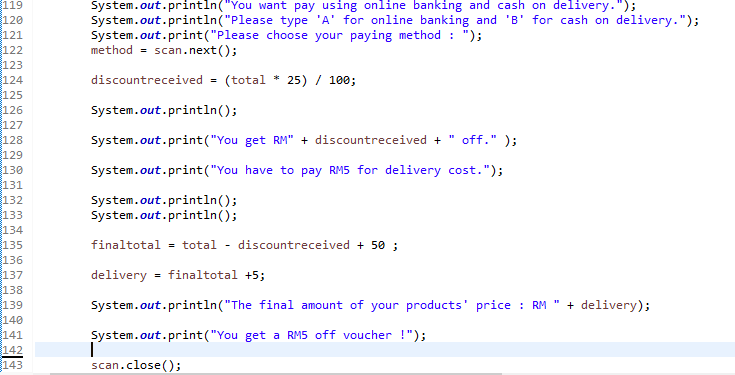 119 System.out.println("You want pay using online banking and cash on delivery.");
120 System.out.println("Please type 'A' for online banking and 'B' for cash on delivery.");
121 System.out.print("Please choose your paying method : ");
122 method = scan.next();
123
124 discountreceived = (total * 25) / 100;
125
126 System.out.println();
127
128 System.out.print("You get RM" + discountreceived + " off." );
129
130 System.out.print("You have to pay RM5 for delivery cost.");
131
132 System.out.println();
133 System.out.println();
134
135 finaltotal = total - discountreceived + 50 ;
136
137 delivery = finaltotal +5;
138
139 System.out.println("The final amount of your products' price : RM " + delivery);
140
141 System.out.print("You get a RM5 off voucher !");
142
143 scan.close();